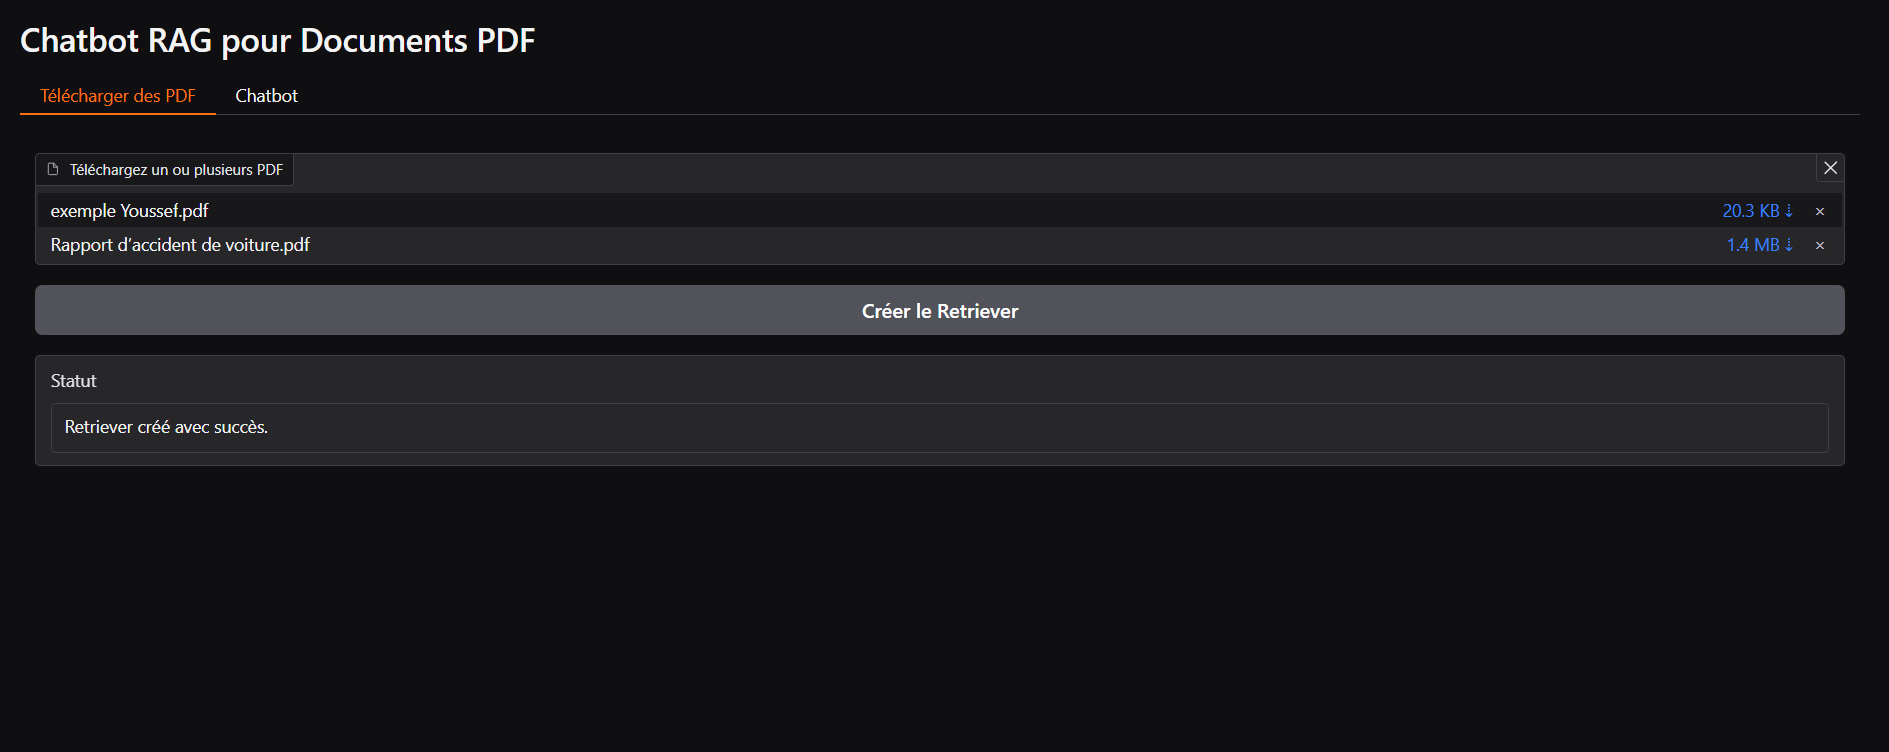 Chatbot RAG pour Documents PDF
Télécharger des PDF Chatbot
Téléchargez un ou plusieurs PDF
exemple Youssef.pdf 20.3 KB ⇣ ×
Rapport d’accident de voiture.pdf 1.4 MB ⇣ ×
Créer le Retriever
Statut
Retriever créé avec succès.